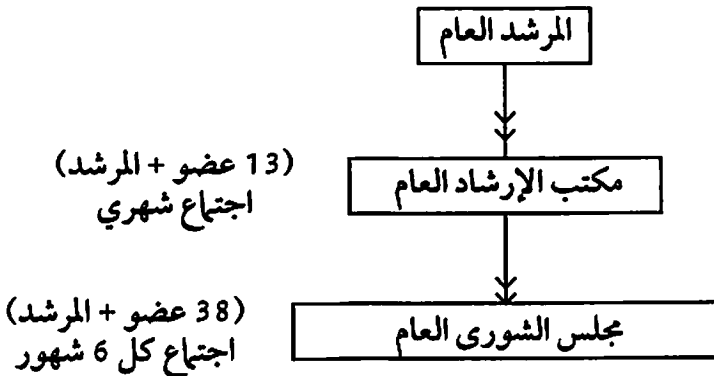 المرشد العام
(13 عضو + المرشد)
اجتماع شهري
مكتب الإرشاد العام
(38 عضو + المرشد)
اجتماع كل 6 شهور
مجلس الشورى العام